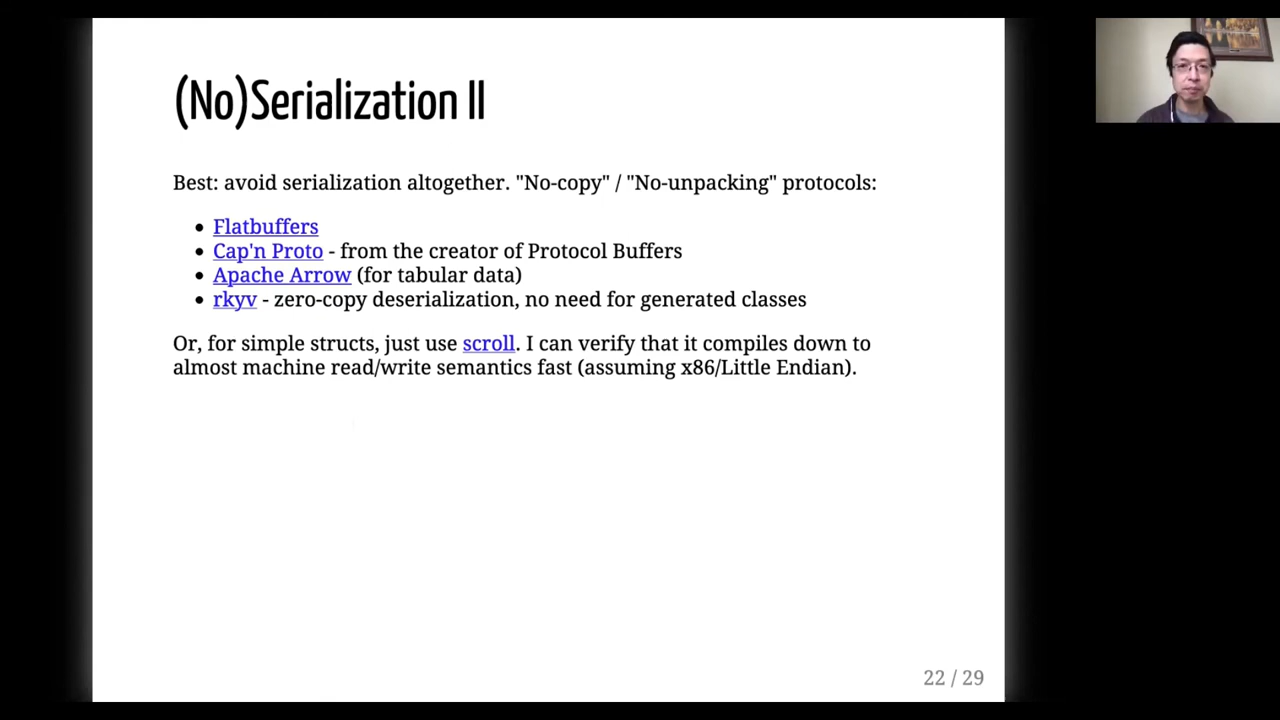 (No)Serialization II
Best: avoid serialization altogether. "No-copy" / "No-unpacking" protocols:
• Flatbuffers
• Cap'n Proto - from the creator of Protocol Buffers
• Apache Arrow (for tabular data)
• rkyv - zero-copy deserialization, no need for generated classes
Or, for simple structs, just use scroll. I can verify that it compiles down to
almost machine read/write semantics fast (assuming x86/Little Endian).
22 / 29